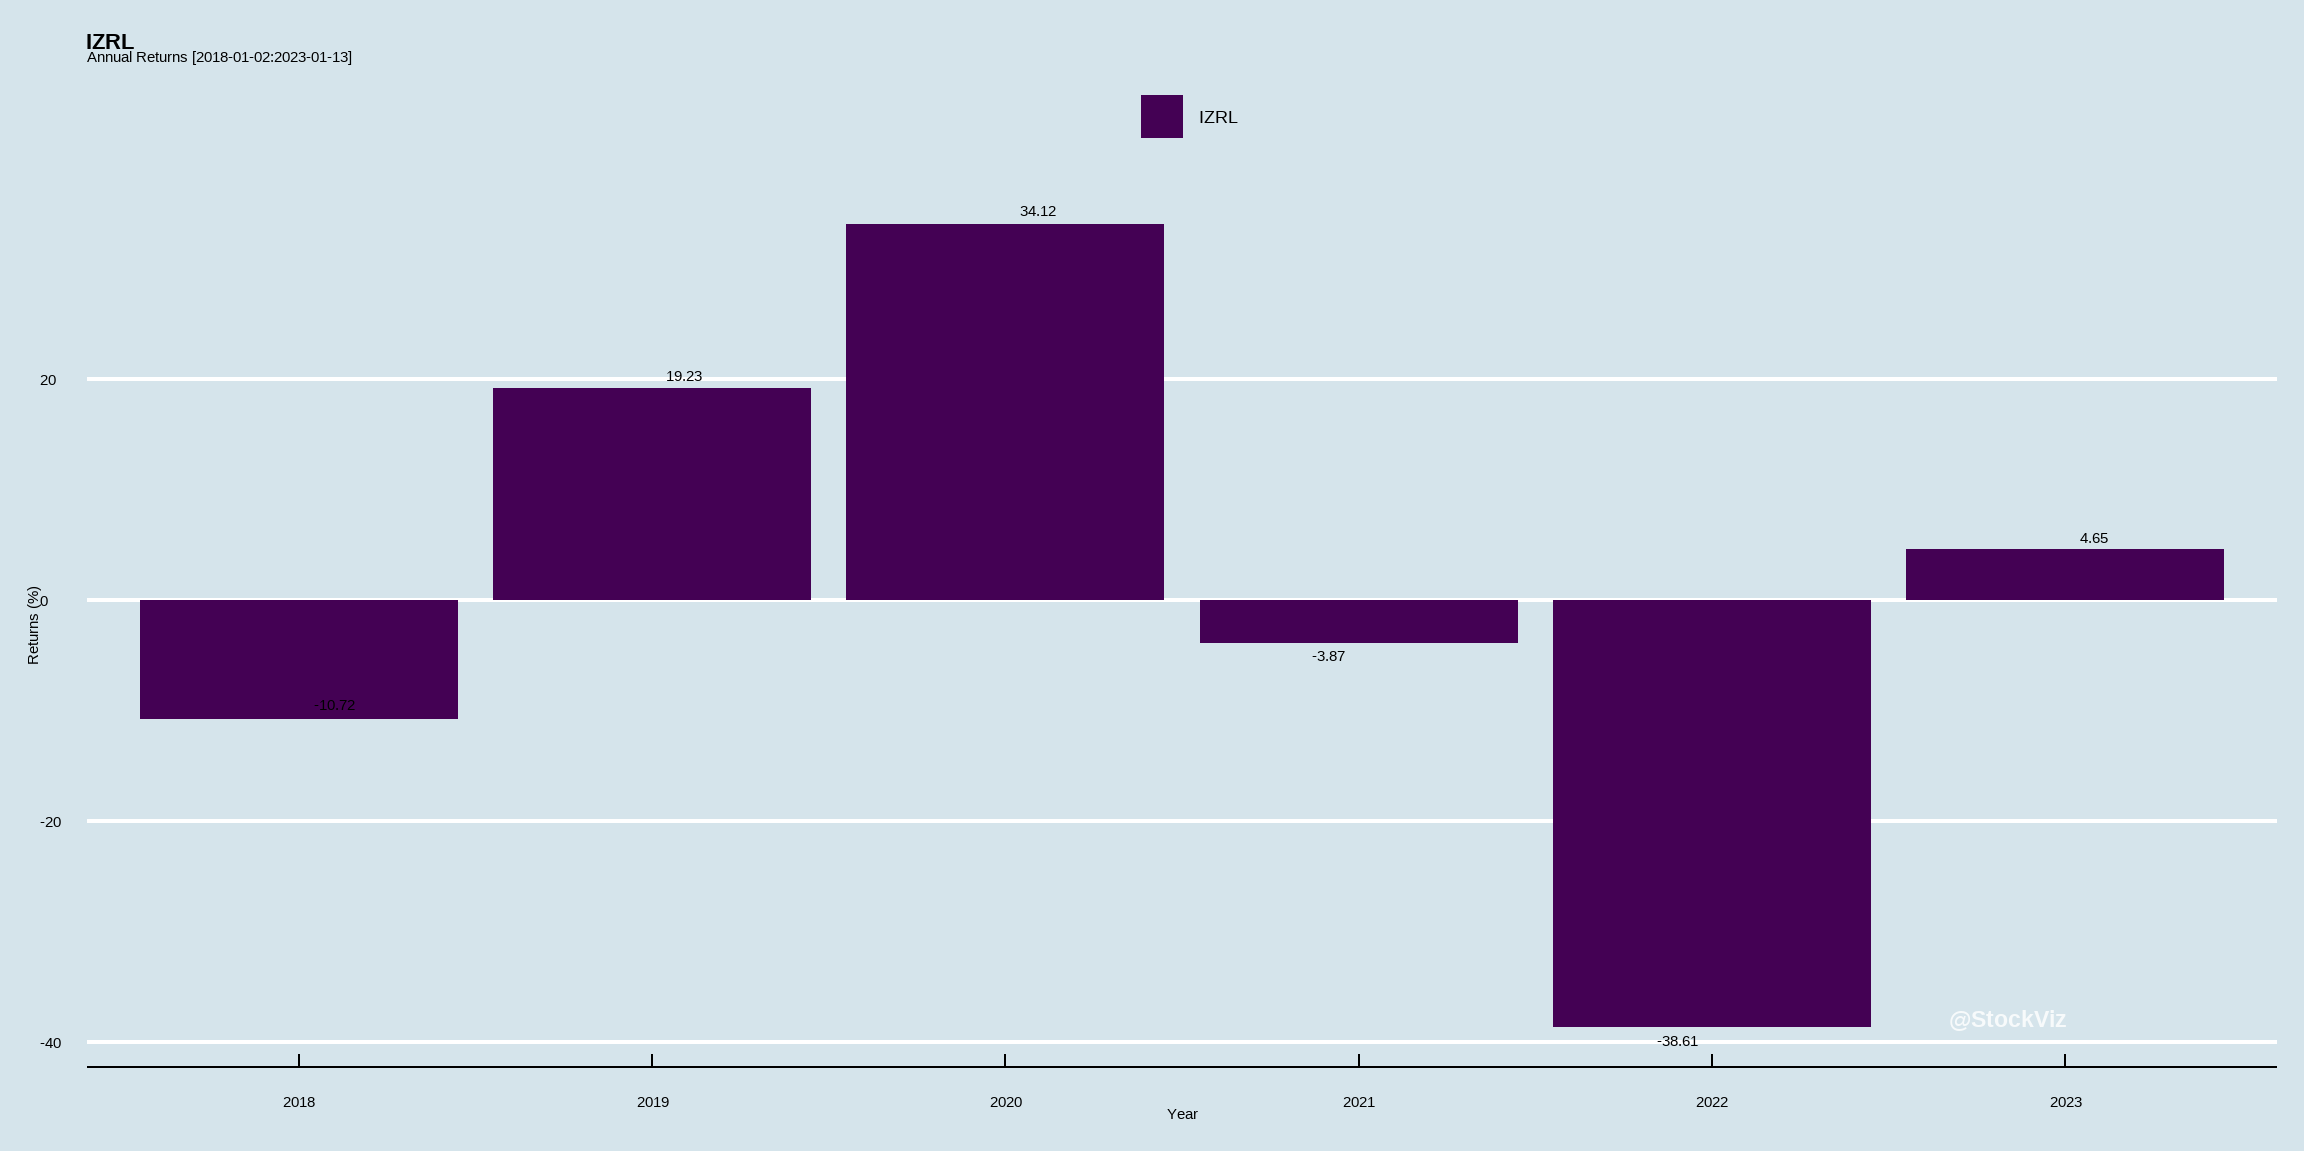 IZRL
Annual Returns [2018-01-02:2023-01-13]
IZRL
34.12
19.23
20
4.65
0
Returns (%)
-3.87
-10.72
-20
@StockViz
-38.61
-40
2018
2019
2020
2021
2022
2023
Year